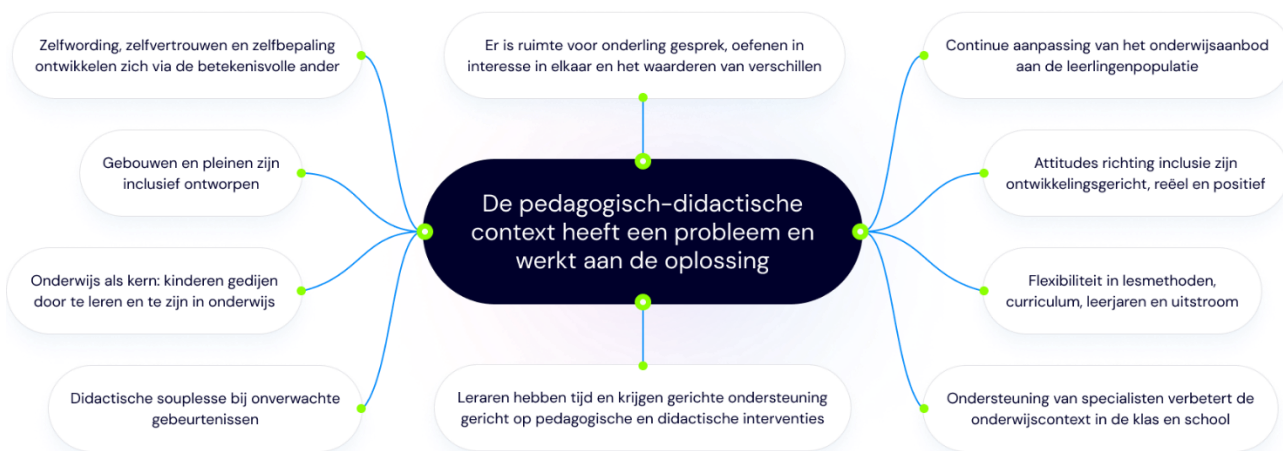 Zelfwording, zelfvertrouwen en zelfbepaling
ontwikkelen zich via de betekenisvolle ander
Er is ruimte voor onderling gesprek, oefenen in
interesse in elkaar en het waarderen van verschillen
Continue aanpassing van het onderwijsaanbod
aan de leerlingenpopulatie
Gebouwen en pleinen zijn
inclusief ontworpen
Attitudes richting inclusie zijn
ontwikkelingsgericht, reëel en positief
De pedagogisch-didactische
context heeft een probleem en
werkt aan de oplossing
Onderwijs als kern: kinderen gedijen
door te leren en te zijn in onderwijs
Flexibiliteit in lesmethoden,
curriculum, leerjaren en uitstroom
Didactische souplesse bij onverwachte
gebeurtenissen
Leraren hebben tijd en krijgen gerichte ondersteuning
gericht op pedagogische en didactische interventies
Ondersteuning van specialisten verbetert de
onderwijscontext in de klas en school